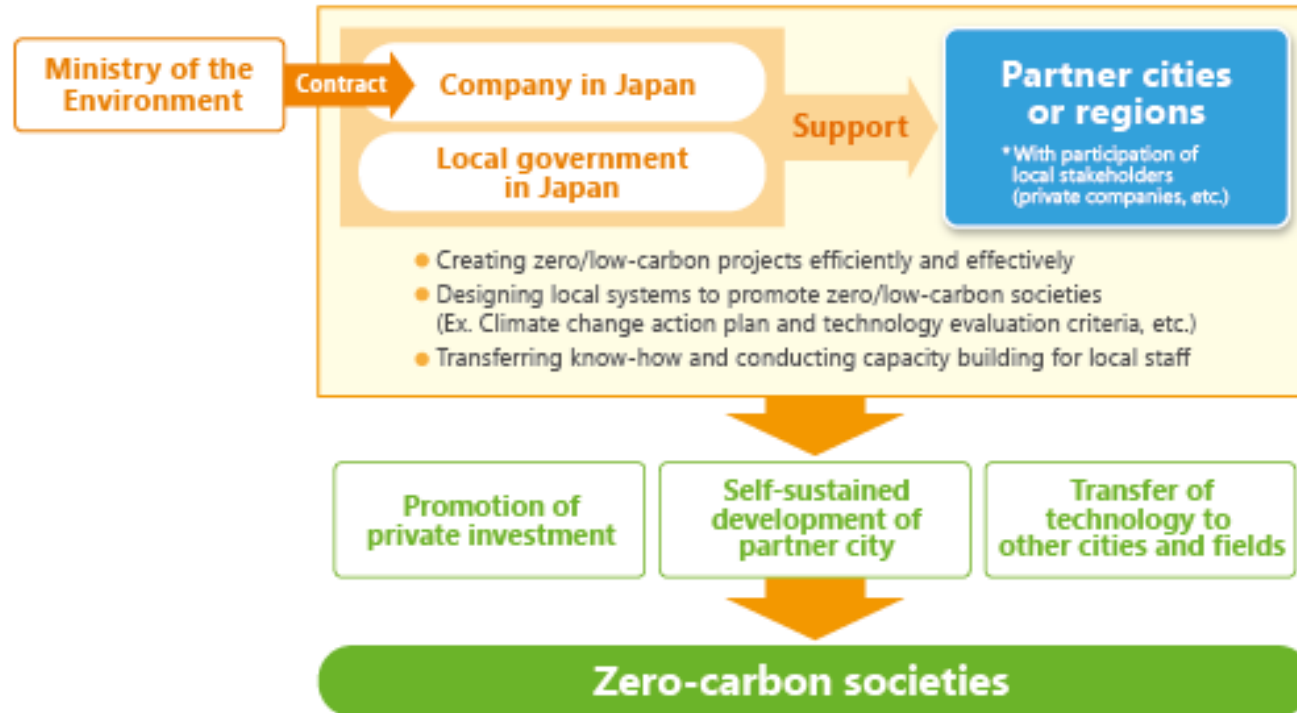 Ministry of the
Environment
Contract
Company in Japan
Local government
in Japan
Support
Partner cities
or regions
* With participation of
local stakeholders
(private companies, etc.)
● Creating zero/low-carbon projects efficiently and effectively
● Designing local systems to promote zero/low-carbon societies
(Ex. Climate change action plan and technology evaluation criteria, etc.)
● Transferring know-how and conducting capacity building for local staff
Promotion of
private investment
Self-sustained
development of
partner city
Transfer of
technology to
other cities and fields
Zero-carbon societies